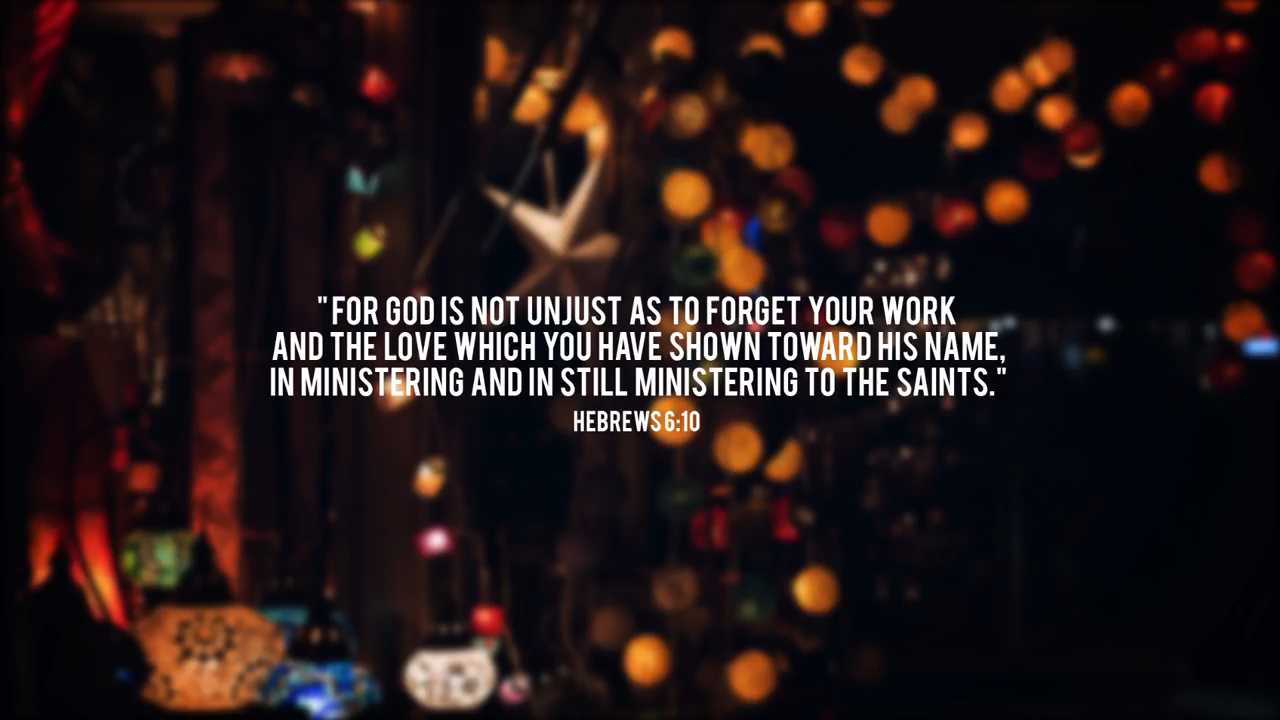 "FOR GOD IS NOT UNJUST AS TO FORGET YOUR WORK
AND THE LOVE WHICH YOU HAVE SHOWN TOWARD HIS NAME,
IN MINISTERING AND IN STILL MINISTERING TO THE SAINTS."
HEBREWS 6:10